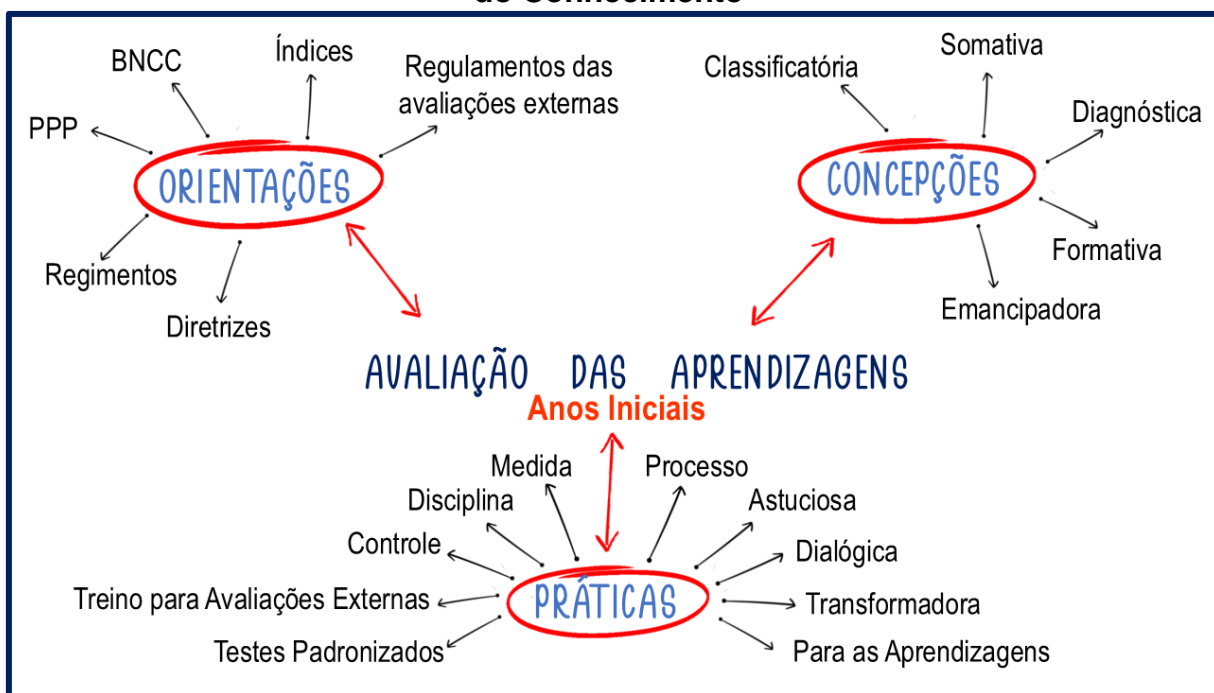 BNCC
Índices
Regulamentos das
avaliações externas
PPP
ORIENTAÇÕES
Regimentos
Diretrizes
Classificatória
Somativa
Diagnóstica
CONCEPÇÕES
Formativa
Emancipadora
AVALIAÇÃO DAS APRENDIZAGENS
Anos Iniciais
Medida
Processo
Disciplina
Astuciosa
Controle
Dialógica
Treino para Avaliações Externas
PRÁTICAS
Transformadora
Testes Padronizados
Para as Aprendizagens